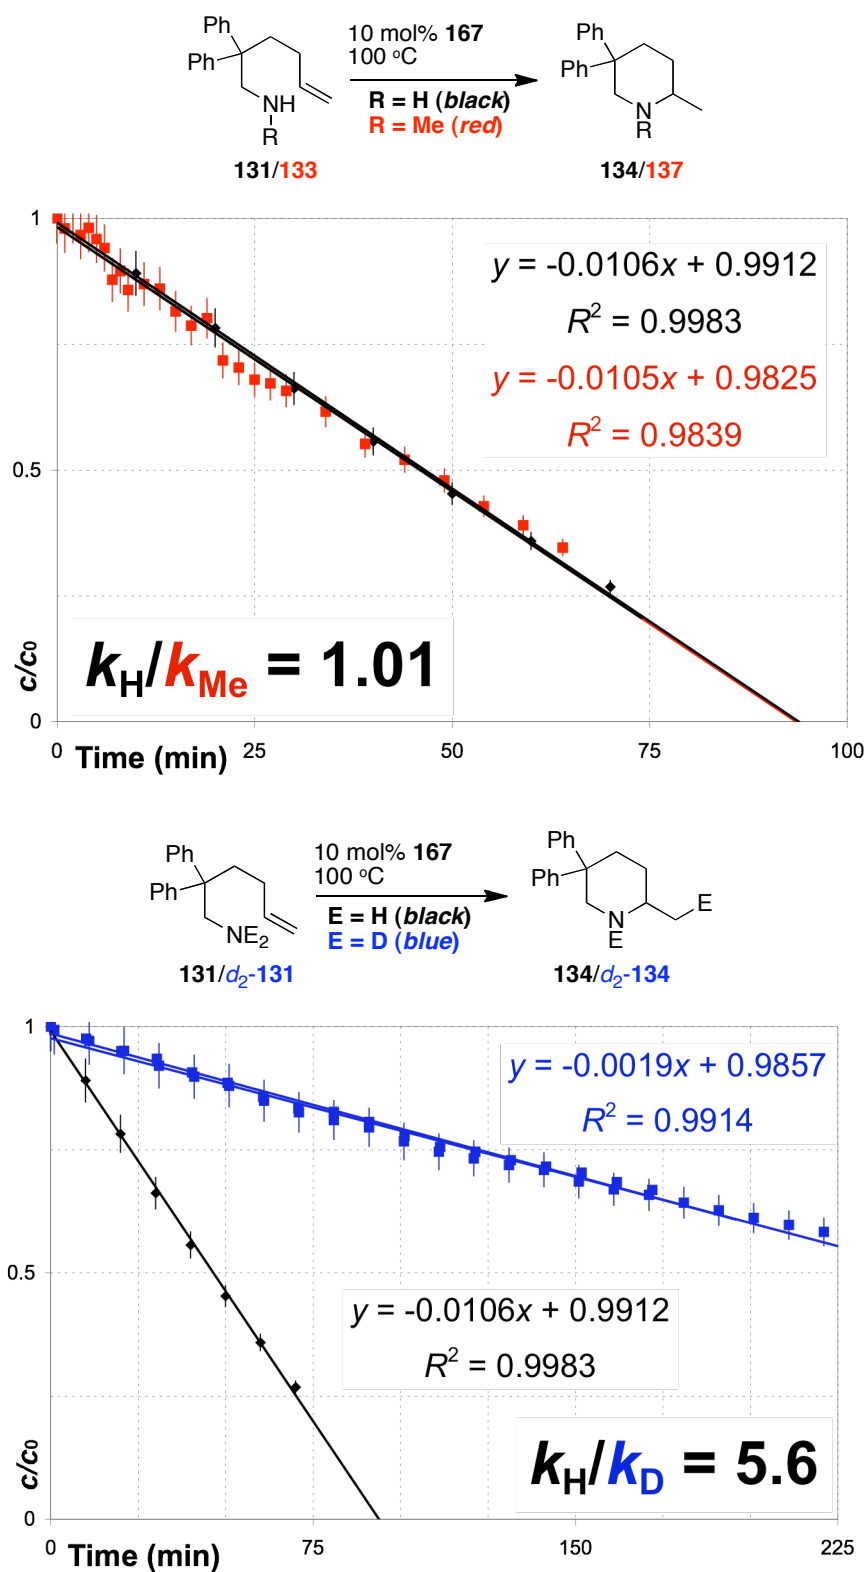 Ph
Ph
NH
R
10 mol% 167
100 °C
R = H (black)
R = Me (red)
Ph
Ph
N
R
131/133
134/137
1
y = -0.0106x + 0.9912
R² = 0.9983
y = -0.0105x + 0.9825
R² = 0.9839
0.5
kH/kMe = 1.01
c/c₀
0
0
25
50
75
100
Time (min)
Ph
Ph
NE₂
10 mol% 167
100 °C
E = H (black)
E = D (blue)
Ph
Ph
E
N
E
131/d₂-131
134/d₂-134
1
y = -0.0019x + 0.9857
R² = 0.9914
0.5
y = -0.0106x + 0.9912
R² = 0.9983
kH/kD = 5.6
c/c₀
0
0
75
150
225
Time (min)